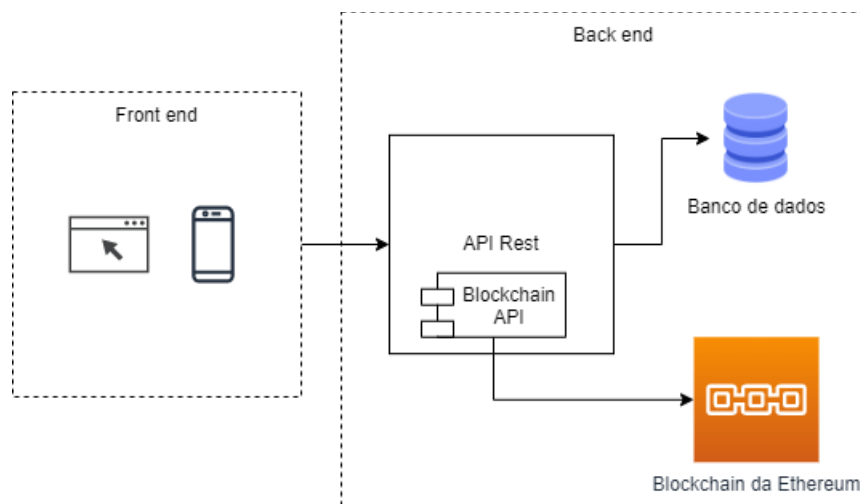 Back end
Front end
Banco de dados
API Rest
Blockchain
API
Blockchain da Ethereum